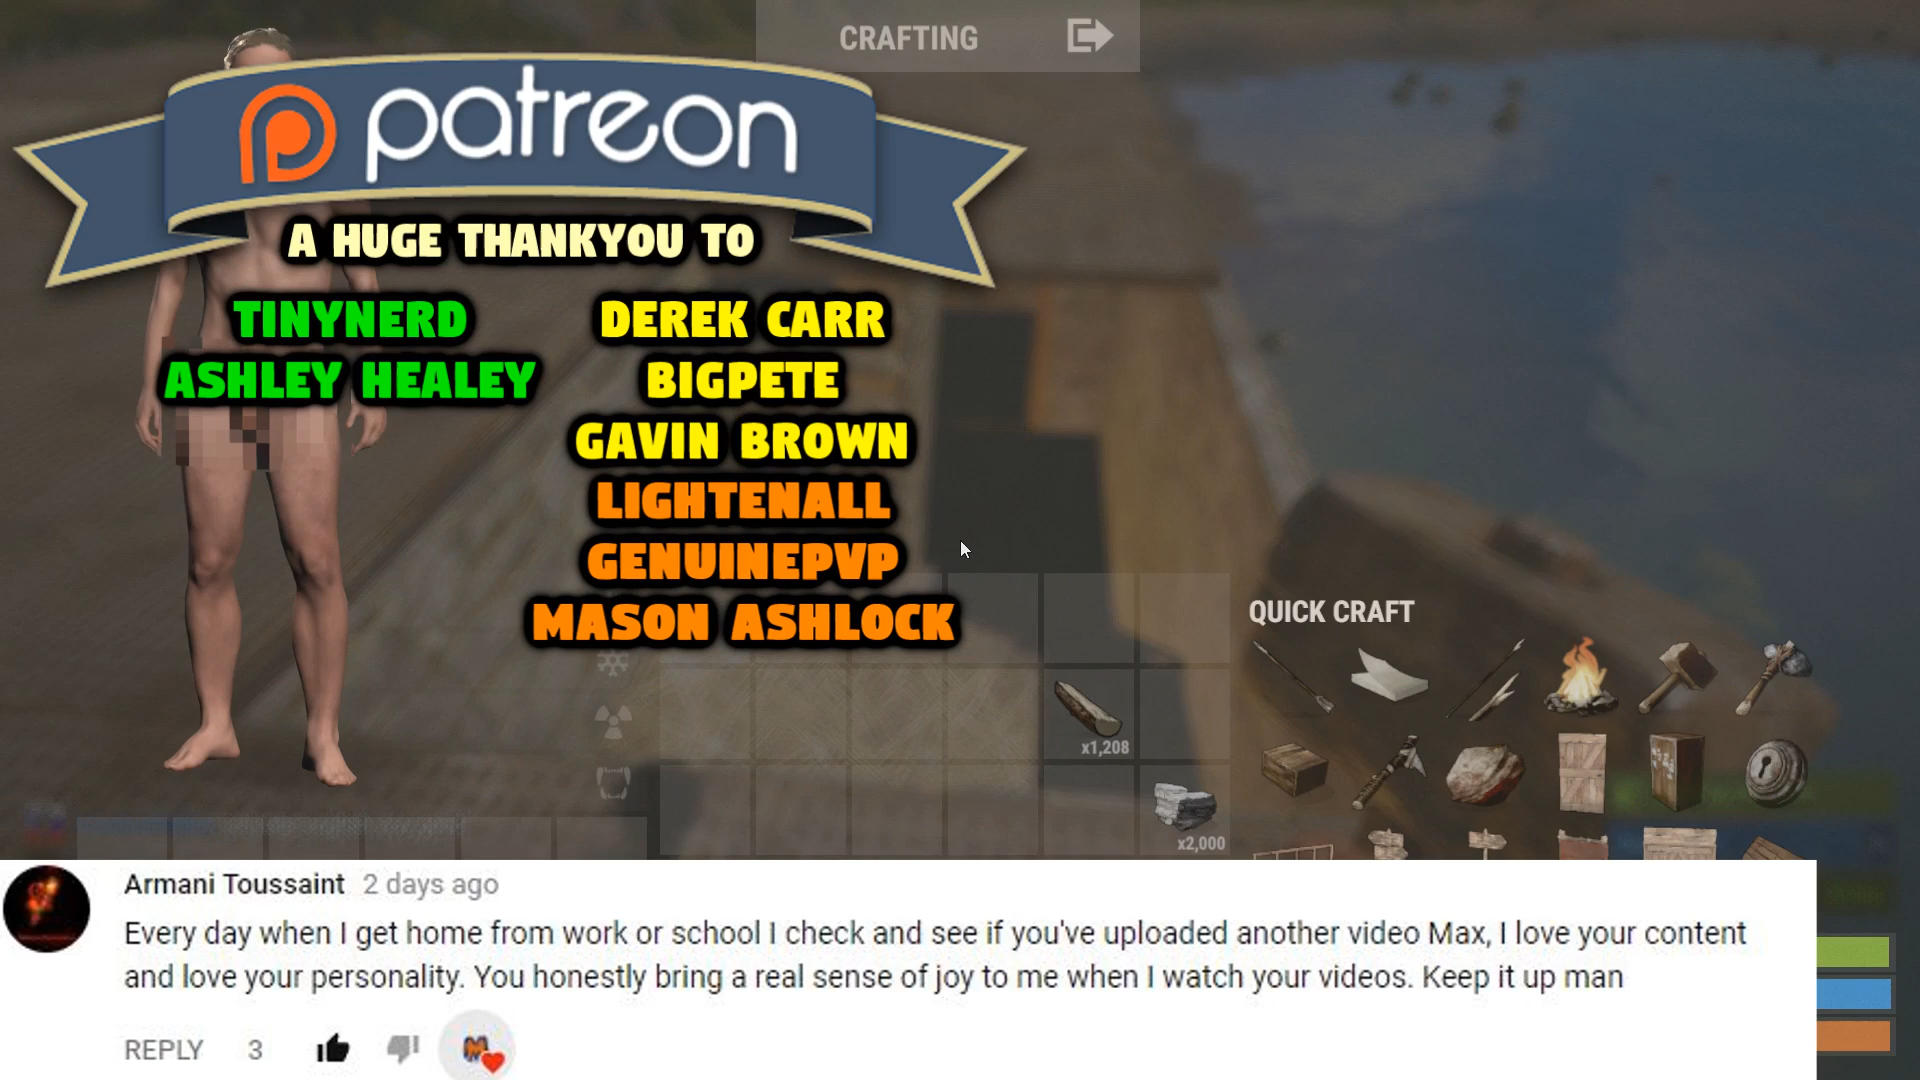 CRAFTING
patreon
A HUGE THANKYOU TO
TINYNERD
ASHLEY HEALEY
DEREK CARR
BIGPETE
GAVIN BROWN
LIGHTENALL
GENUINEPVP
MASON ASHLOCK
QUICK CRAFT
x1,208
x2,000
Armani Toussaint 2 days ago
Every day when I get home from work or school I check and see if you've uploaded another video Max, I love your content
and love your personality. You honestly bring a real sense of joy to me when I watch your videos. Keep it up man
REPLY 3
M